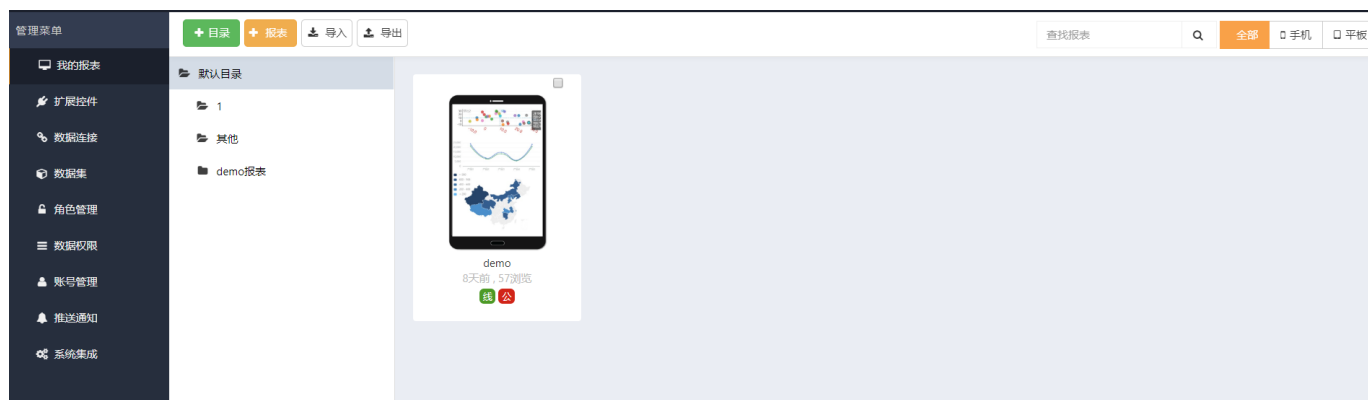 管理菜单
我的报表
扩展控件
数据连接
数据集
角色管理
数据权限
账号管理
推送通知
系统集成
目录 报表 导入 导出
查找报表
全部 手机 平板
默认目录
1
其他
demo报表
demo
8天前 , 57浏览
线 公